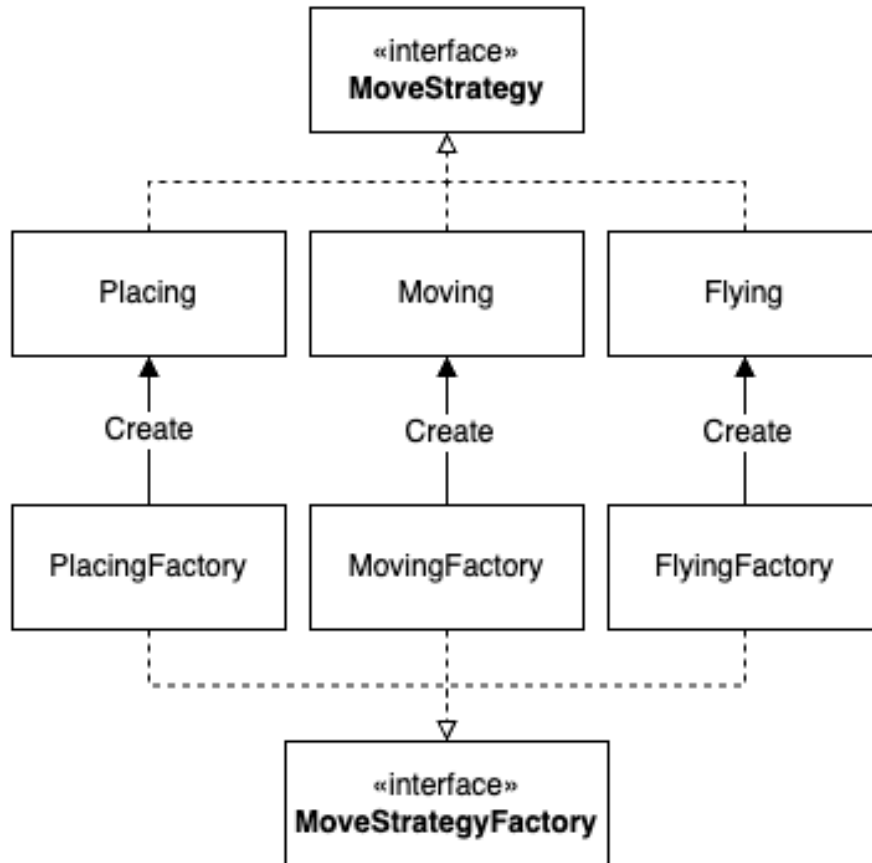 «interface»
MoveStrategy
Placing
Moving
Flying
Create
Create
Create
PlacingFactory
MovingFactory
FlyingFactory
«interface»
MoveStrategyFactory